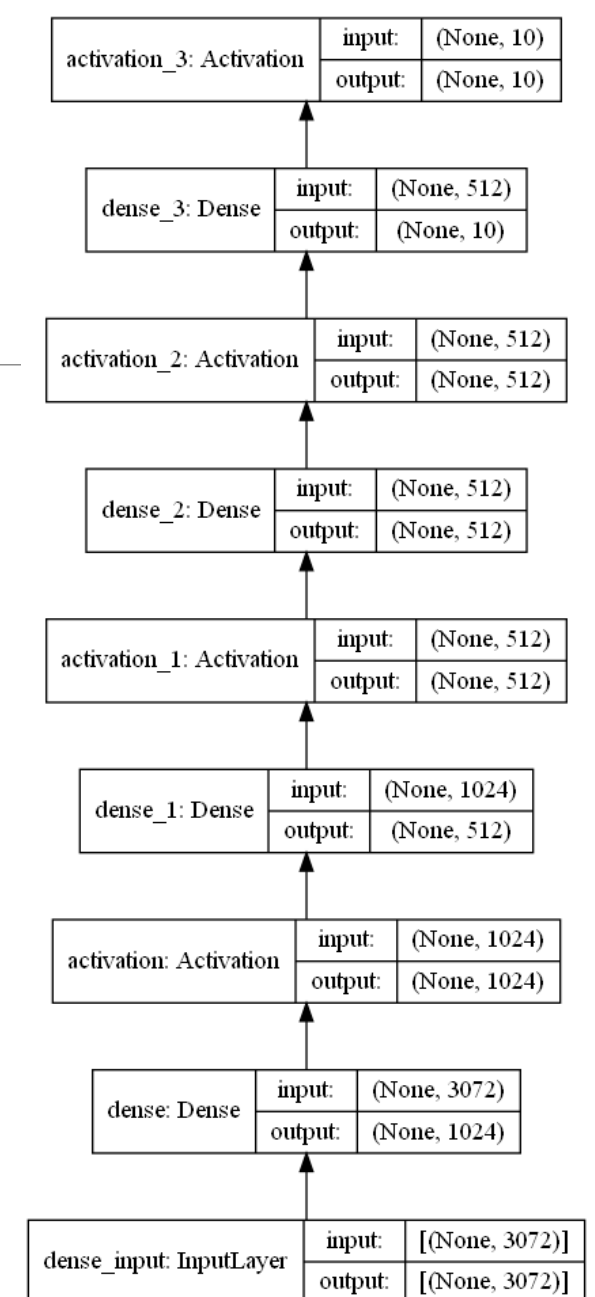 activation_3: Activation
input: (None, 10)
output: (None, 10)
dense_3: Dense
input: (None, 512)
output: (None, 10)
activation_2: Activation
input: (None, 512)
output: (None, 512)
dense_2: Dense
input: (None, 512)
output: (None, 512)
activation_1: Activation
input: (None, 512)
output: (None, 512)
dense_1: Dense
input: (None, 1024)
output: (None, 512)
activation: Activation
input: (None, 1024)
output: (None, 1024)
dense: Dense
input: (None, 3072)
output: (None, 1024)
dense_input: InputLayer
input: [(None, 3072)]
output: [(None, 3072)]